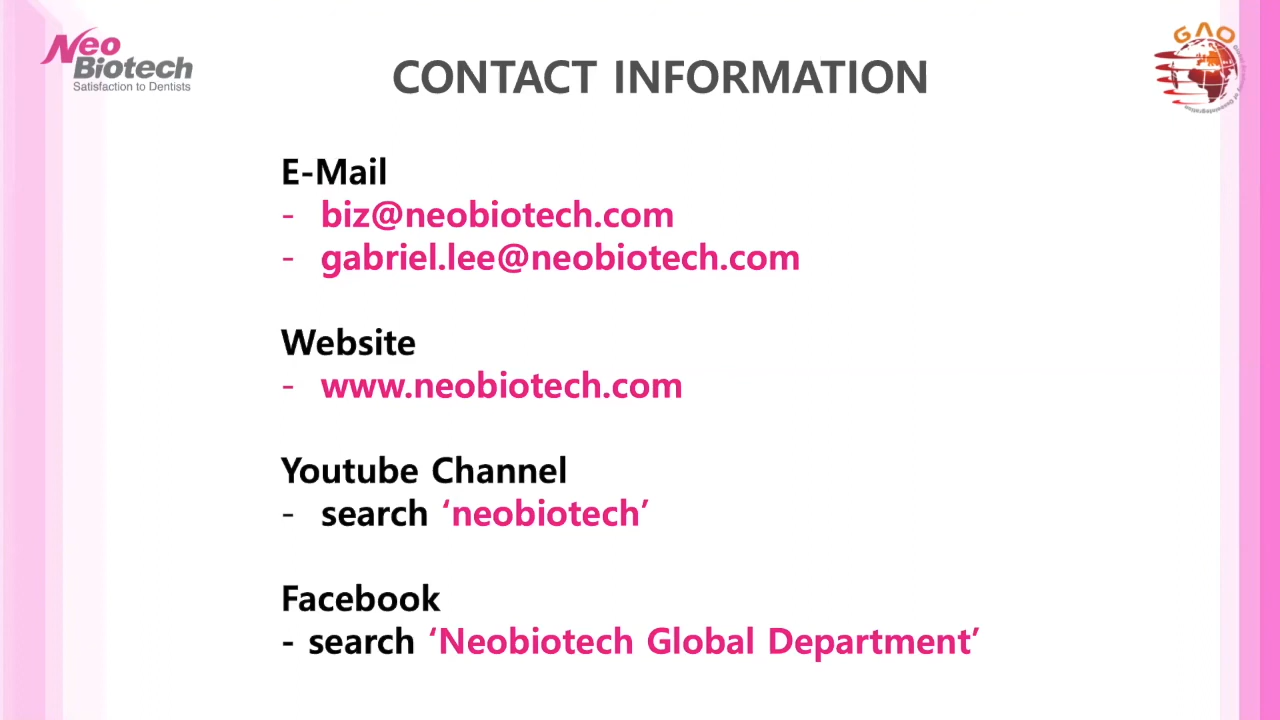 Neo
Biotech
Satisfaction to Dentists
CONTACT INFORMATION
GAO
E-Mail
- biz@neobiotech.com
- gabriel.lee@neobiotech.com
Website
- www.neobiotech.com
Youtube Channel
- search ‘neobiotech’
Facebook
- search ‘Neobiotech Global Department’